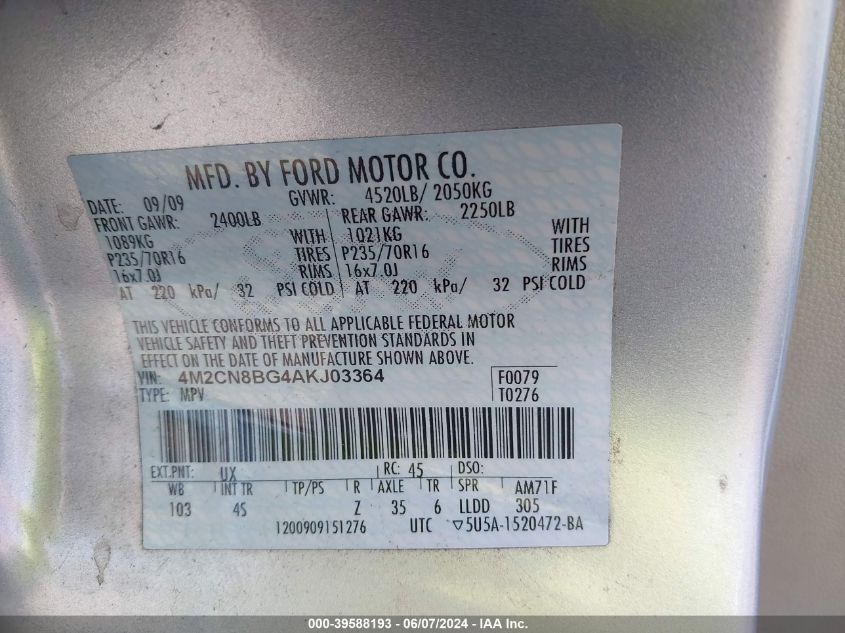 MFD. BY FORD MOTOR CO.
DATE: 09/09 GVWR: 4520LB/ 2050KG
FRONT GAWR: 2400LB REAR GAWR: 2250LB
1089KG WITH 1021KG WITH
P235/70R16 TIRES P235/70R16 TIRES
16x7.0J RIMS 16x7.0J RIMS
AT 220 kPa/ 32 PSI COLD AT 220 kPa/ 32 PSI COLD
THIS VEHICLE CONFORMS TO ALL APPLICABLE FEDERAL MOTOR
VEHICLE SAFETY AND THEFT PREVENTION STANDARDS IN
EFFECT ON THE DATE OF MANUFACTURE SHOWN ABOVE.
VIN: 4M2CN8BG4AKJ03364 F0079
TYPE: MPV T0276
EXT.PNT: UX RC: 45 DSO:
WB INT TR TP/PS R AXLE TR SPR AM71F
103 45 Z 35 6 LLDD 305
1200909151276 UTC ▽5U5A-1520472-BA
000-39588193 - 06/07/2024 - IAA Inc.